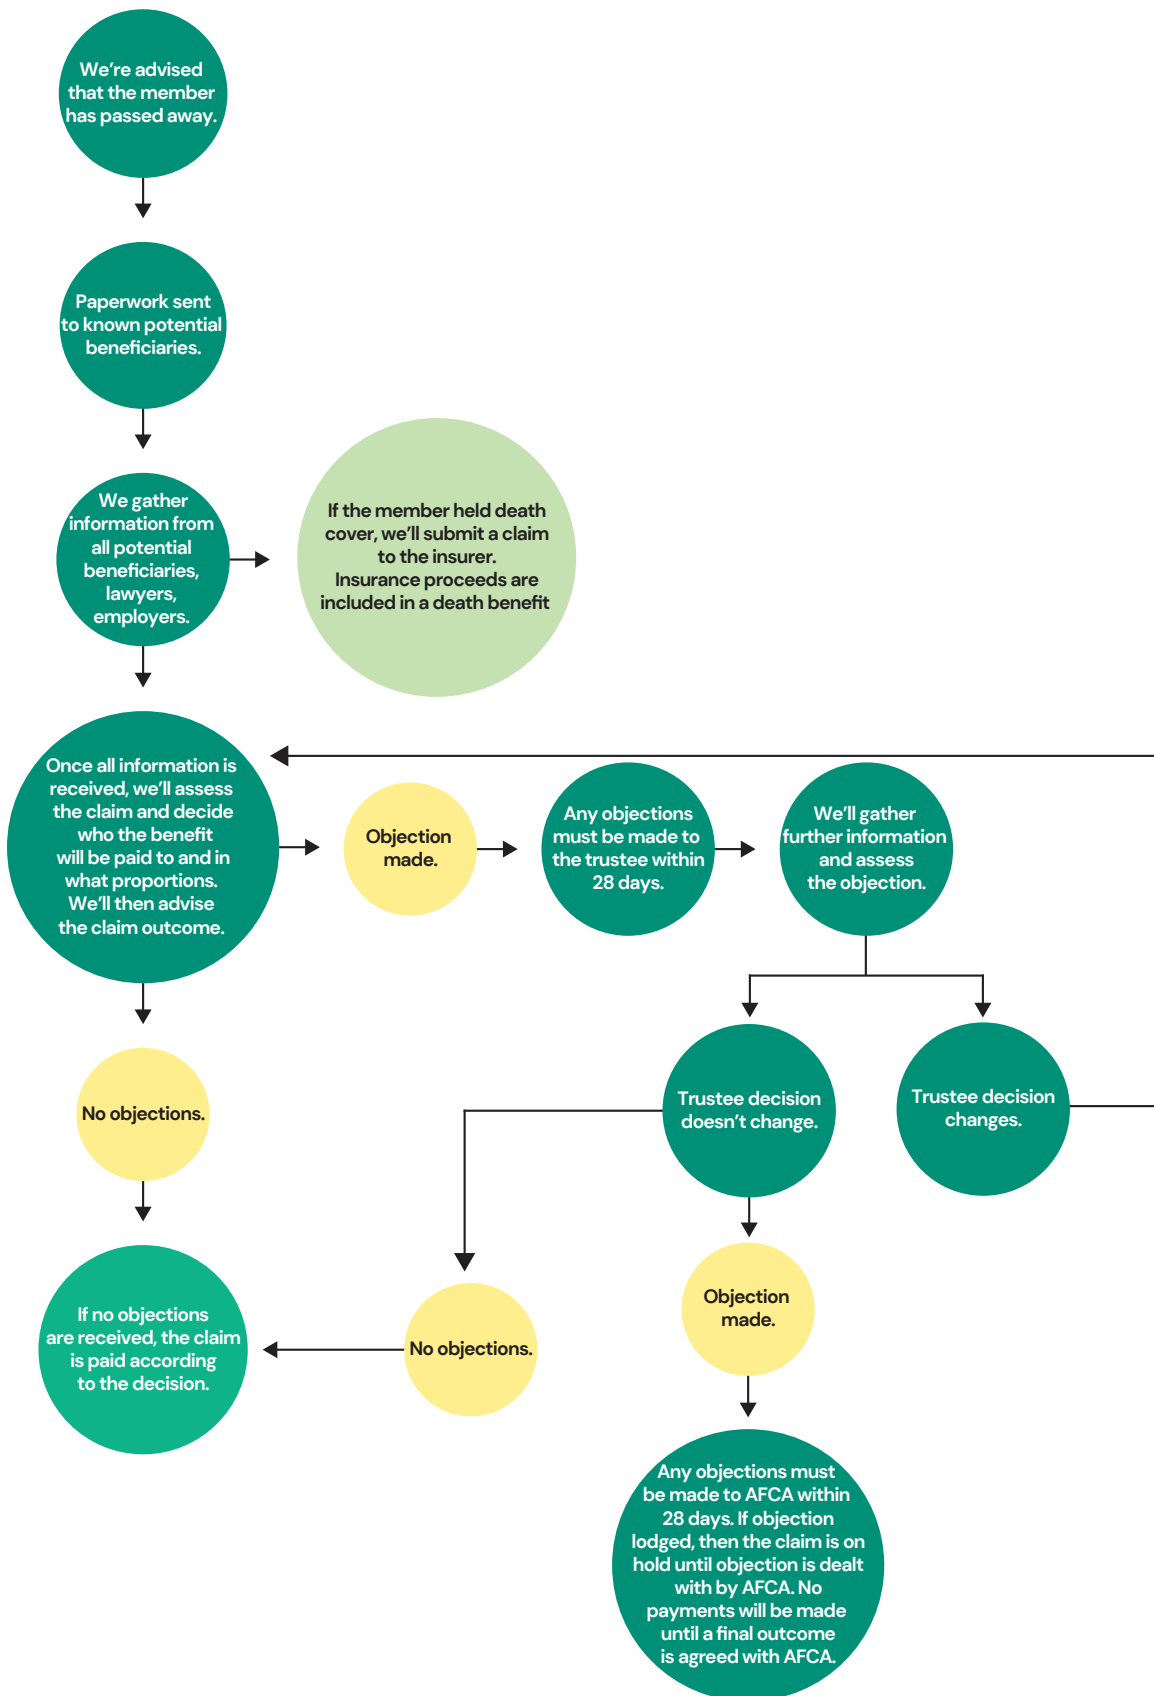 We’re advised
that the member
has passed away.
Paperwork sent
to known potential
beneficiaries.
We gather
information from
all potential
beneficiaries,
lawyers,
employers.
If the member held death
cover, we’ll submit a claim
to the insurer.
Insurance proceeds are
included in a death benefit
Once all information is
received, we’ll assess
the claim and decide
who the benefit
will be paid to and in
what proportions.
We’ll then advise
the claim outcome.
Objection
made.
Any objections
must be made to
the trustee within
28 days.
We’ll gather
further information
and assess
the objection.
No objections.
Trustee decision
doesn’t change.
Trustee decision
changes.
If no objections
are received, the claim
is paid according
to the decision.
No objections.
Objection
made.
Any objections must
be made to AFCA within
28 days. If objection
lodged, then the claim is on
hold until objection is dealt
with by AFCA. No
payments will be made
until a final outcome
is agreed with AFCA.